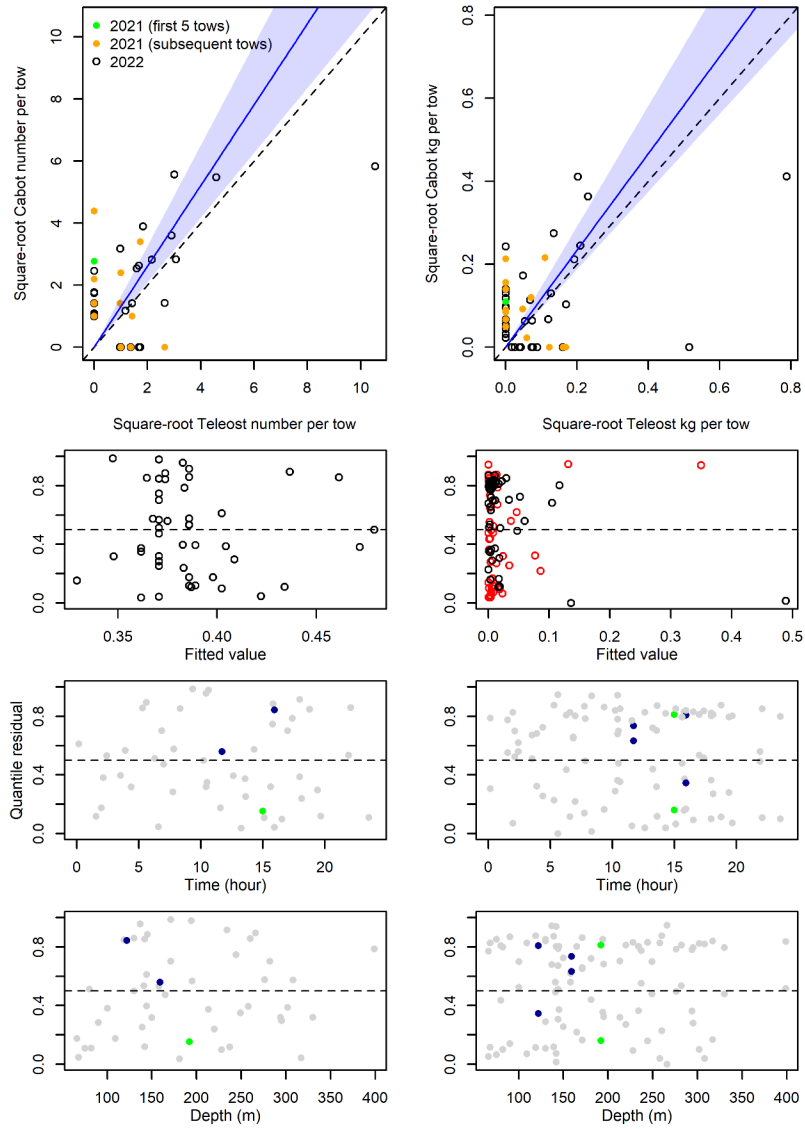 2021 (first 5 tows)
2021 (subsequent tows)
2022
Square-root Cabot number per tow
0 2 4 6 8 10
0 2 4 6 8 10
Square-root Teleost number per tow
Square-root Cabot kg per tow
0.0 0.2 0.4 0.6 0.8
0.0 0.2 0.4 0.6 0.8
Square-root Teleost kg per tow
0.0 0.4 0.8
0.35 0.40 0.45
Fitted value
0.0 0.4 0.8
0.0 0.1 0.2 0.3 0.4 0.5
Fitted value
Quantile residual
0.0 0.4 0.8
0 5 10 15 20
Time (hour)
0.0 0.4 0.8
0 5 10 15 20
Time (hour)
0.0 0.4 0.8
100 150 200 250 300 350 400
Depth (m)
0.0 0.4 0.8
100 150 200 250 300 350 400
Depth (m)